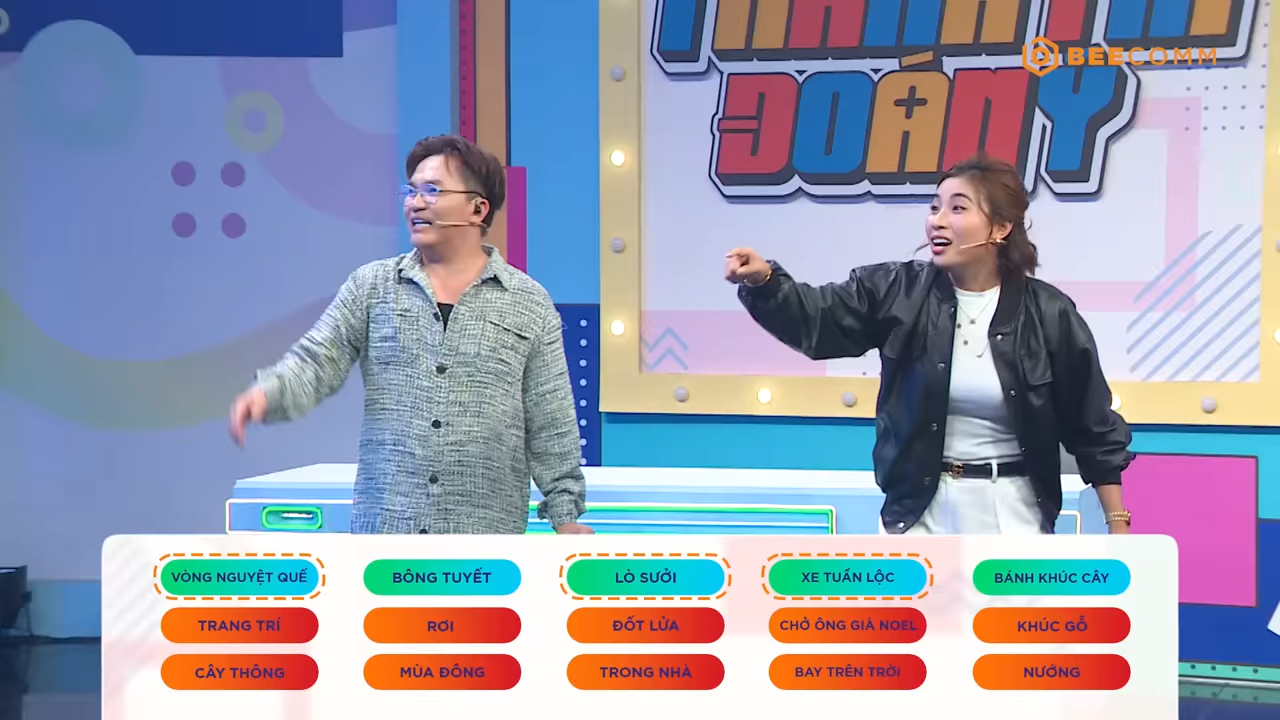 BEECOMM
ĐOÁN Ý
VÒNG NGUYỆT QUẾ
BÔNG TUYẾT
LÒ SƯỞI
XE TUẦN LỘC
BÁNH KHÚC CÂY
TRANG TRÍ
RƠI
ĐỐT LỬA
CHỞ ÔNG GIÀ NOEL
KHÚC GỖ
CÂY THÔNG
MÙA ĐÔNG
TRONG NHÀ
BAY TRÊN TRỜI
NƯỚNG